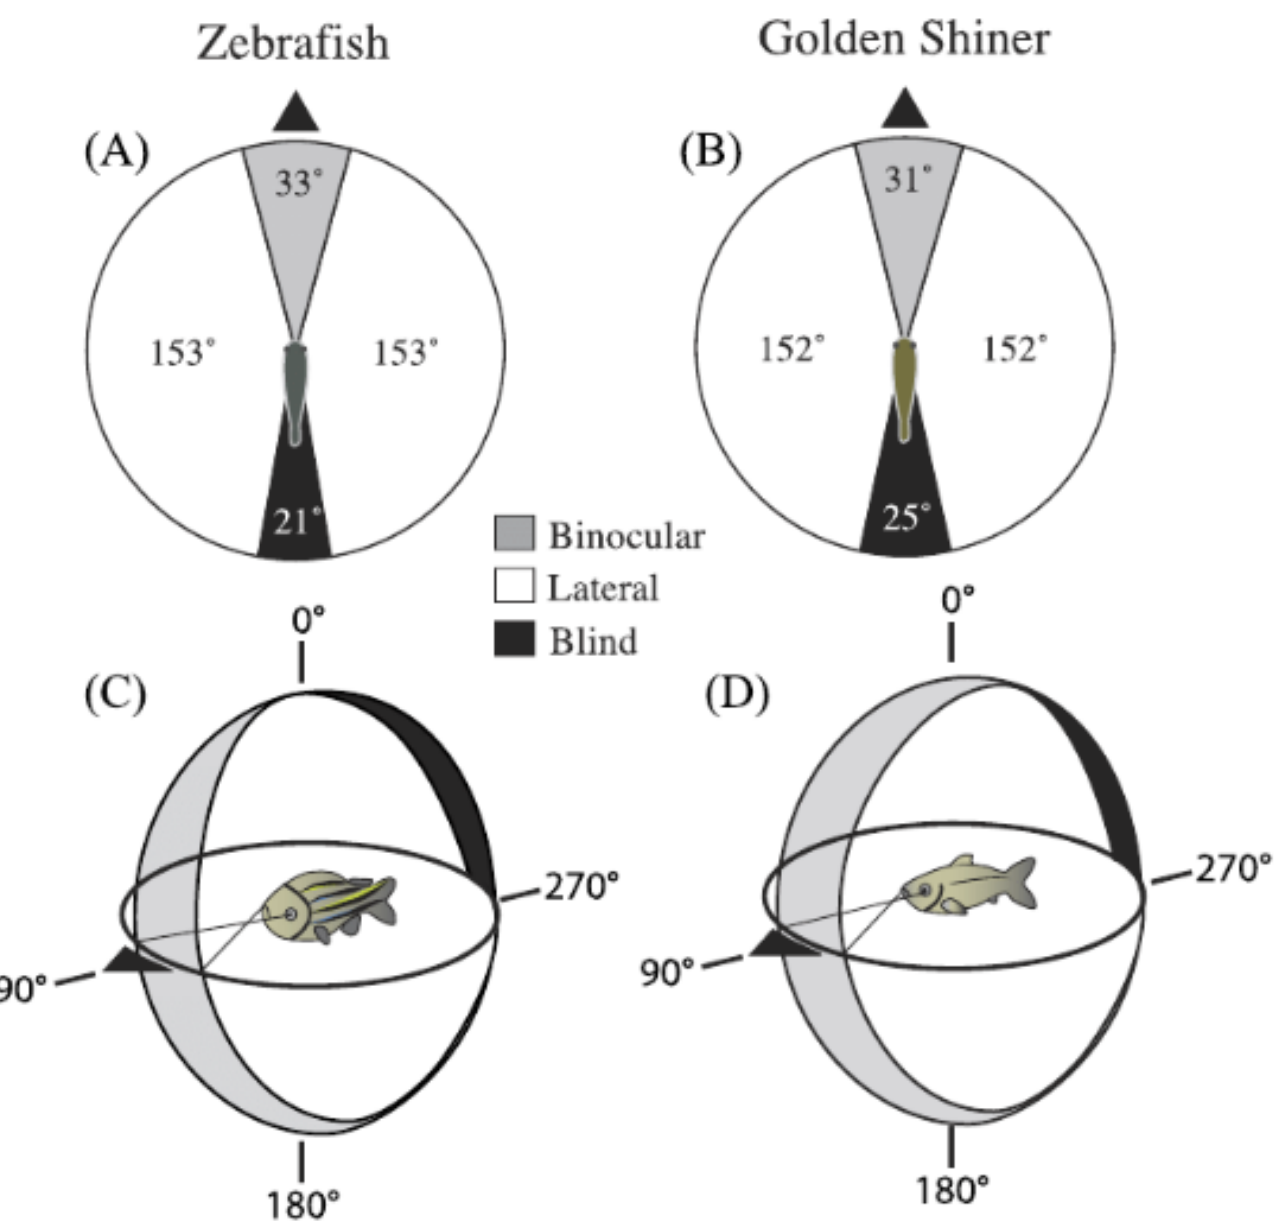 Zebrafish
Golden Shiner
(A)
(B)
33°
31°
153°
153°
152°
152°
21°
25°
Binocular
Lateral
Blind
0°
0°
(C)
(D)
270°
270°
90°
90°
180°
180°